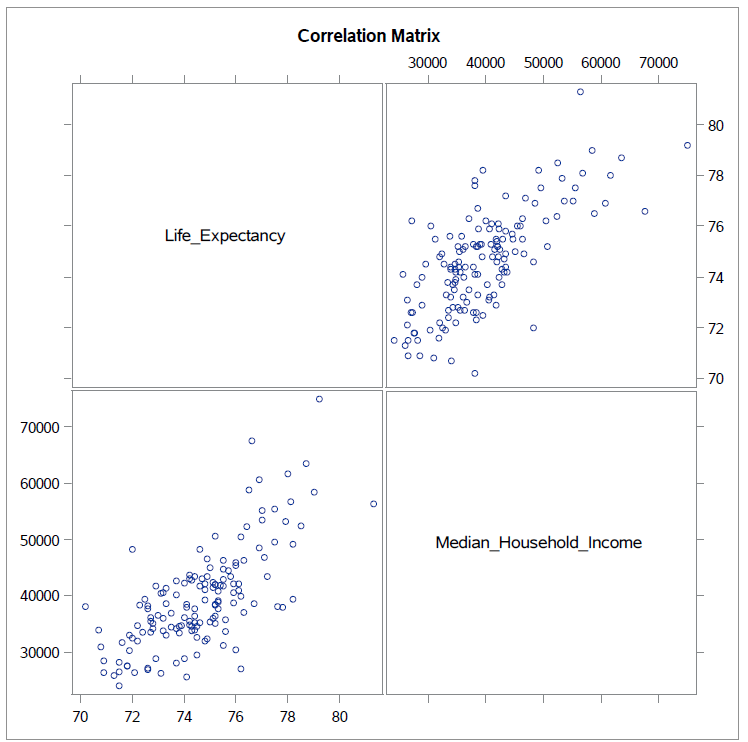 Correlation Matrix
30000 40000 50000 60000 70000
80
Life_Expectancy
78
76
74
72
70
70000
60000
50000
Median_Household_Income
40000
30000
70 72 74 76 78 80